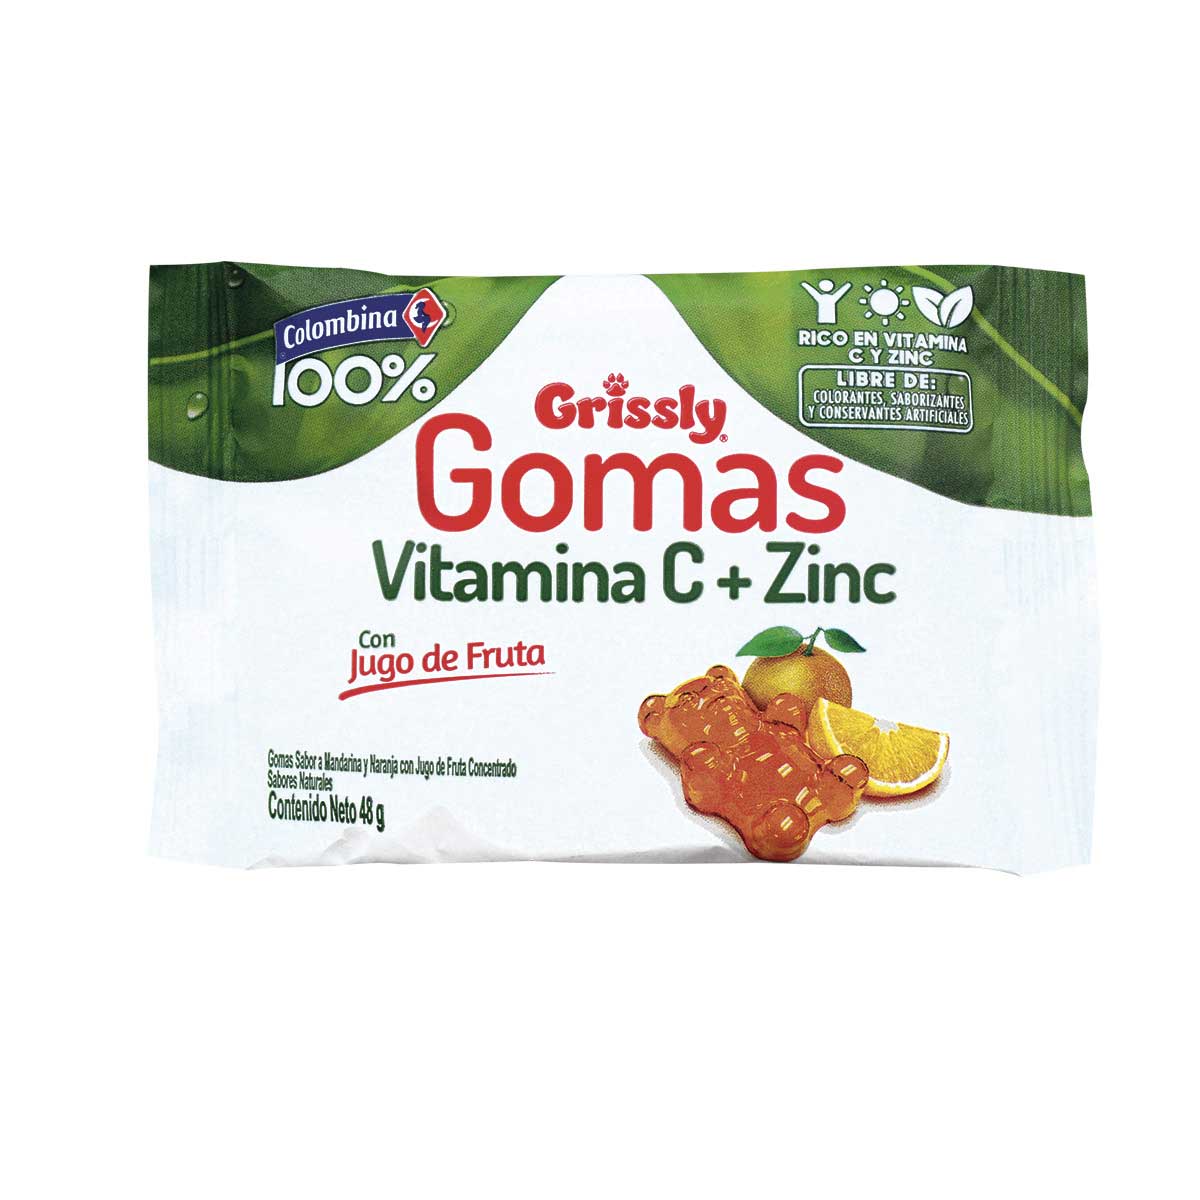 Colombina
100%
RICO EN VITAMINA
C Y ZINC
LIBRE DE:
COLORANTES, SABORIZANTES
Y CONSERVANTES ARTIFICIALES
Grissly®
Gomas
Vitamina C + Zinc
Con
Jugo de Fruta
Gomas Sabor a Mandarina y Naranja con Jugo de Fruta Concentrado
Sabores Naturales
Contenido Neto 48 g